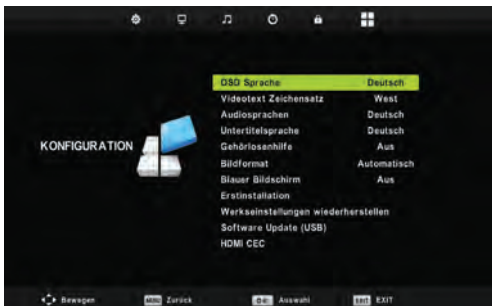 OSD Sprache Deutsch
Videotext Zeichensatz West
Audiosprachen Deutsch
Untertitelsprache Deutsch
KONFIGURATION
Gehörlosenhilfe Aus
Bildformat Automatisch
Blauer Bildschirm Aus
Erstinstallation
Werkseinstellungen wiederherstellen
Software Update (USB)
HDMI CEC
Bewegen MENU Zurück OK Auswahl EXIT EXIT